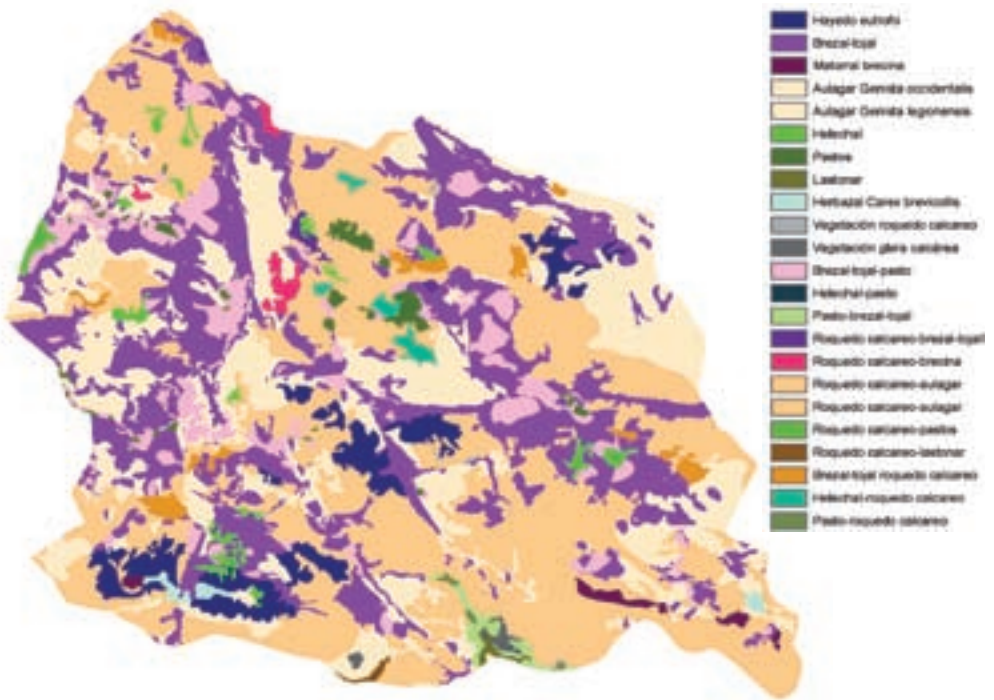 Hayedo eutrofo
Brezal-tojal
Matorral brecina
Aulagar Genista occidentalis
Aulagar Genista legionensis
Helechal
Pastos
Lastonar
Herbazal Carex brevicollis
Vegetación roquedo calcareo
Vegetación glera calcárea
Brezal-tojal-pasto
Helechal-pasto
Pasto-brezal-tojal
Roquedo calcareo-brezal-tojal
Roquedo calcareo-brecina
Roquedo calcareo-aulagar
Roquedo calcareo-aulagar
Roquedo calcareo-pastos
Roquedo calcareo-lastonar
Brezal-tojal roquedo calcareo
Helechal-roquedo calcareo
Pasto-roquedo calcareo